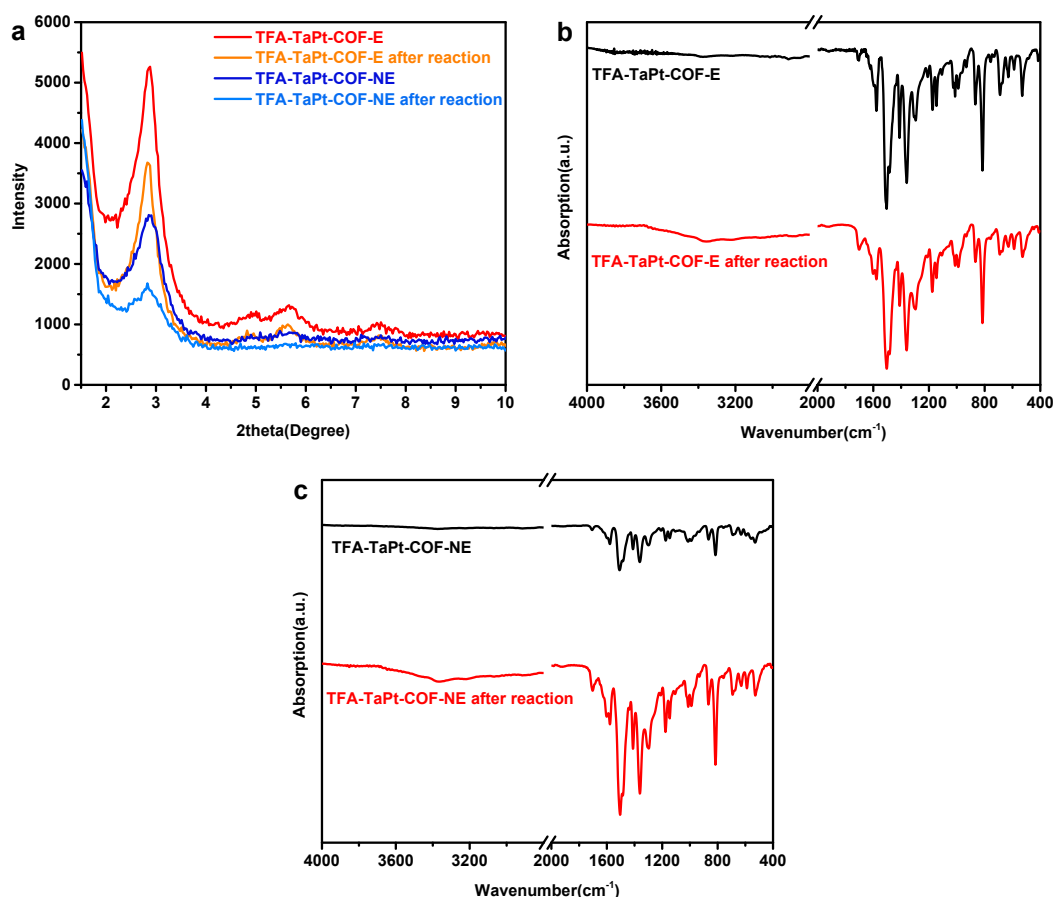 a
6000
5000
4000
3000
2000
1000
0
Intensity
TFA-TaPt-COF-E
TFA-TaPt-COF-E after reaction
TFA-TaPt-COF-NE
TFA-TaPt-COF-NE after reaction
2 3 4 5 6 7 8 9 10
2theta(Degree)
b
Absorption(a.u.)
TFA-TaPt-COF-E
TFA-TaPt-COF-E after reaction
4000 3600 3200 2000 1600 1200 800 400
Wavenumber(cm⁻¹)
c
Absorption(a.u.)
TFA-TaPt-COF-NE
TFA-TaPt-COF-NE after reaction
4000 3600 3200 2000 1600 1200 800 400
Wavenumber(cm⁻¹)